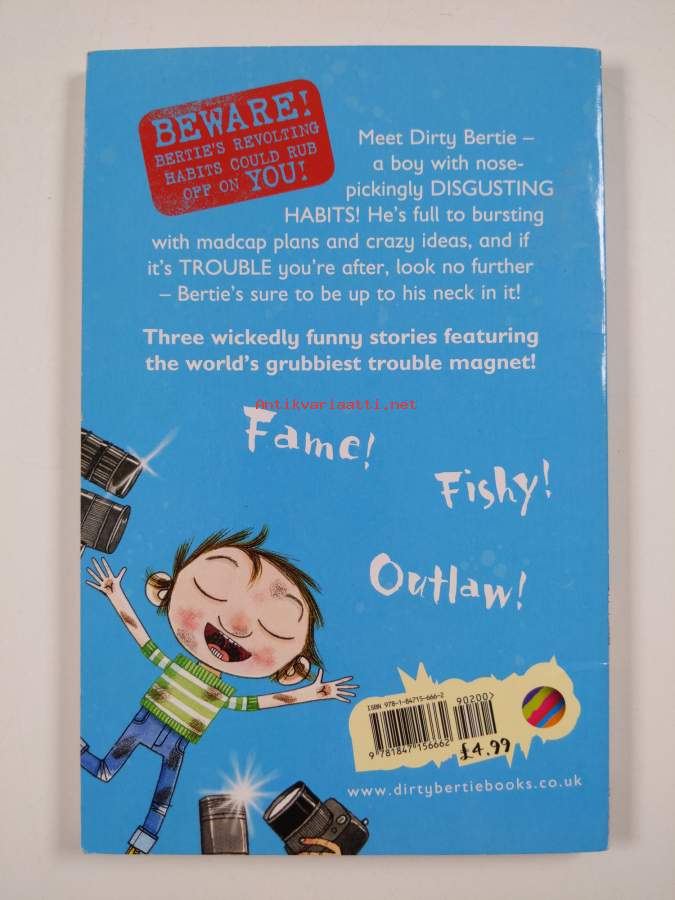 BEWARE!
BERTIE'S REVOLTING
HABITS COULD RUB
OFF ON YOU!
Meet Dirty Bertie –
a boy with nose-
pickingly DISGUSTING
HABITS! He's full to bursting
with madcap plans and crazy ideas, and if
it's TROUBLE you're after, look no further
– Bertie's sure to be up to his neck in it!
Three wickedly funny stories featuring
the world's grubbiest trouble magnet!
Antikvariaatti.net
Fame!
Fishy!
Outlaw!
ISBN 978-1-84715-666-2
90200>
9 781847 156662
£4.99
www.dirtybertiebooks.co.uk